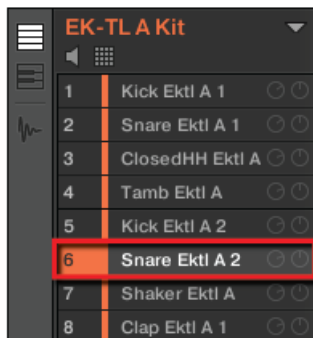 EK-TL A Kit
1 Kick Ektl A 1
2 Snare Ektl A 1
3 ClosedHH Ektl A
4 Tamb Ektl A
5 Kick Ektl A 2
6 Snare Ektl A 2
7 Shaker Ektl A
8 Clap Ektl A 1